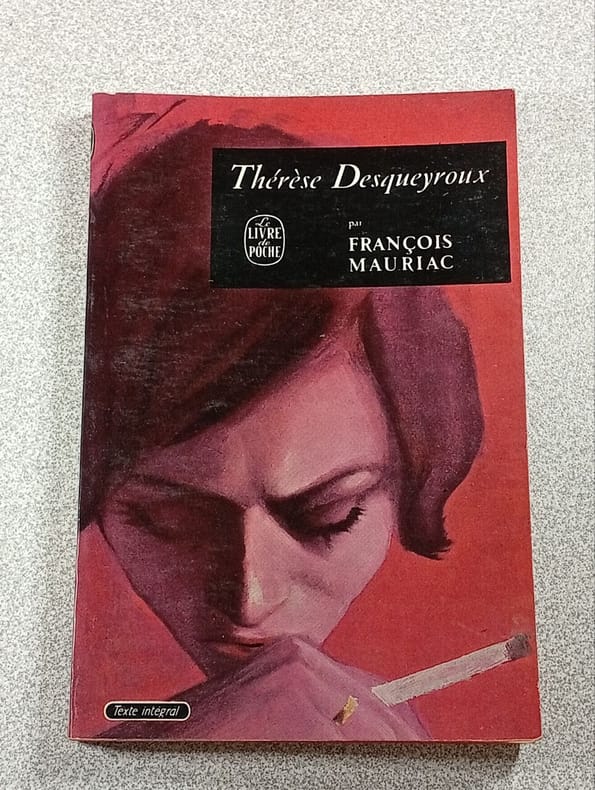 Thérèse Desqueyroux
Le
LIVRE
de
POCHE
par
FRANÇOIS
MAURIAC
Texte intégral